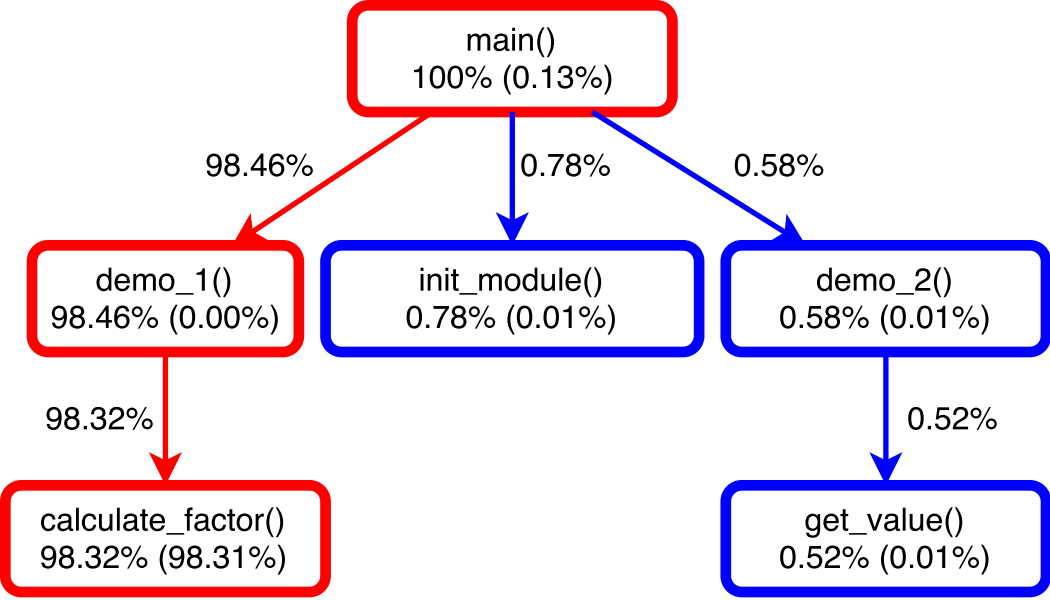 main()
100% (0.13%)
98.46%
0.78%
0.58%
demo_1()
98.46% (0.00%)
init_module()
0.78% (0.01%)
demo_2()
0.58% (0.01%)
98.32%
0.52%
calculate_factor()
98.32% (98.31%)
get_value()
0.52% (0.01%)